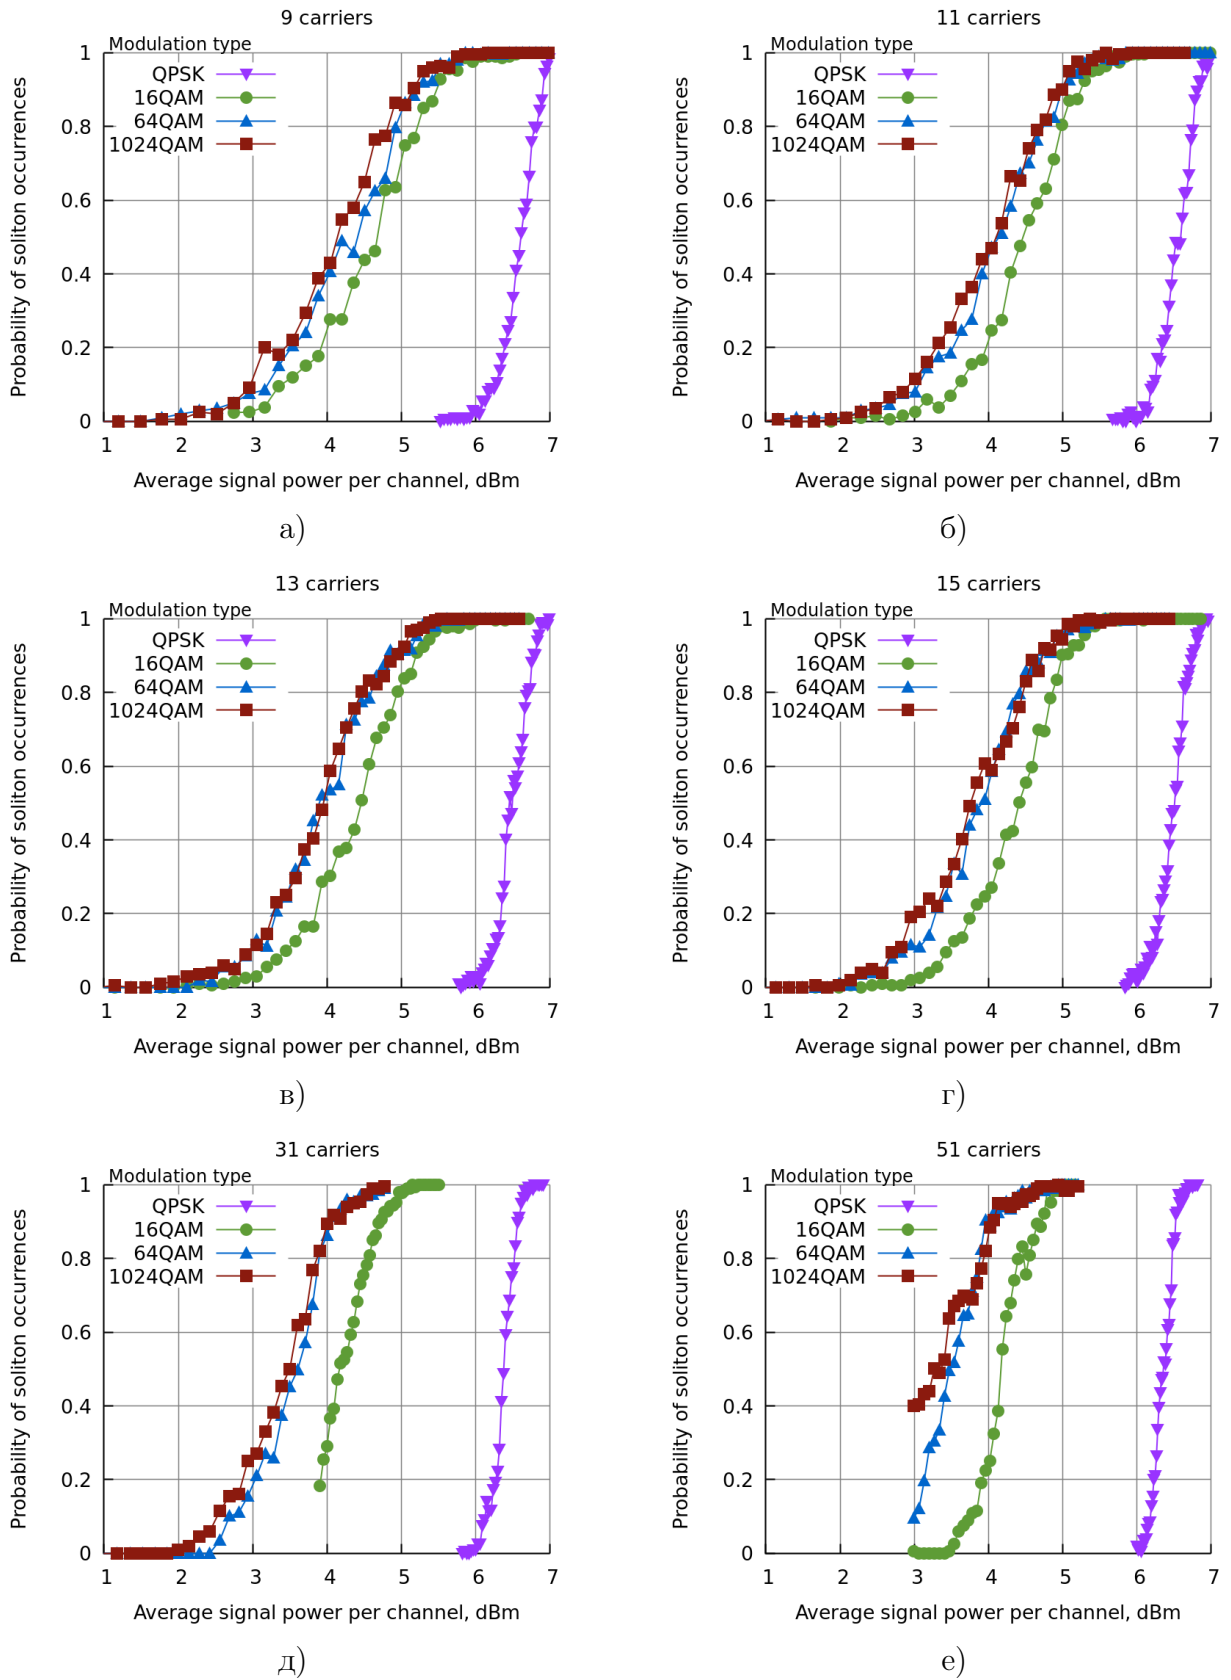 9 carriers
Modulation type
QPSK
16QAM
64QAM
1024QAM
Probability of soliton occurrences
0
0.2
0.4
0.6
0.8
1
1 2 3 4 5 6 7
Average signal power per channel, dBm
а)
11 carriers
Modulation type
QPSK
16QAM
64QAM
1024QAM
Probability of soliton occurrences
0
0.2
0.4
0.6
0.8
1
1 2 3 4 5 6 7
Average signal power per channel, dBm
б)
13 carriers
Modulation type
QPSK
16QAM
64QAM
1024QAM
Probability of soliton occurrences
0
0.2
0.4
0.6
0.8
1
1 2 3 4 5 6 7
Average signal power per channel, dBm
в)
15 carriers
Modulation type
QPSK
16QAM
64QAM
1024QAM
Probability of soliton occurrences
0
0.2
0.4
0.6
0.8
1
1 2 3 4 5 6 7
Average signal power per channel, dBm
г)
31 carriers
Modulation type
QPSK
16QAM
64QAM
1024QAM
Probability of soliton occurrences
0
0.2
0.4
0.6
0.8
1
1 2 3 4 5 6 7
Average signal power per channel, dBm
д)
51 carriers
Modulation type
QPSK
16QAM
64QAM
1024QAM
Probability of soliton occurrences
0
0.2
0.4
0.6
0.8
1
1 2 3 4 5 6 7
Average signal power per channel, dBm
е)